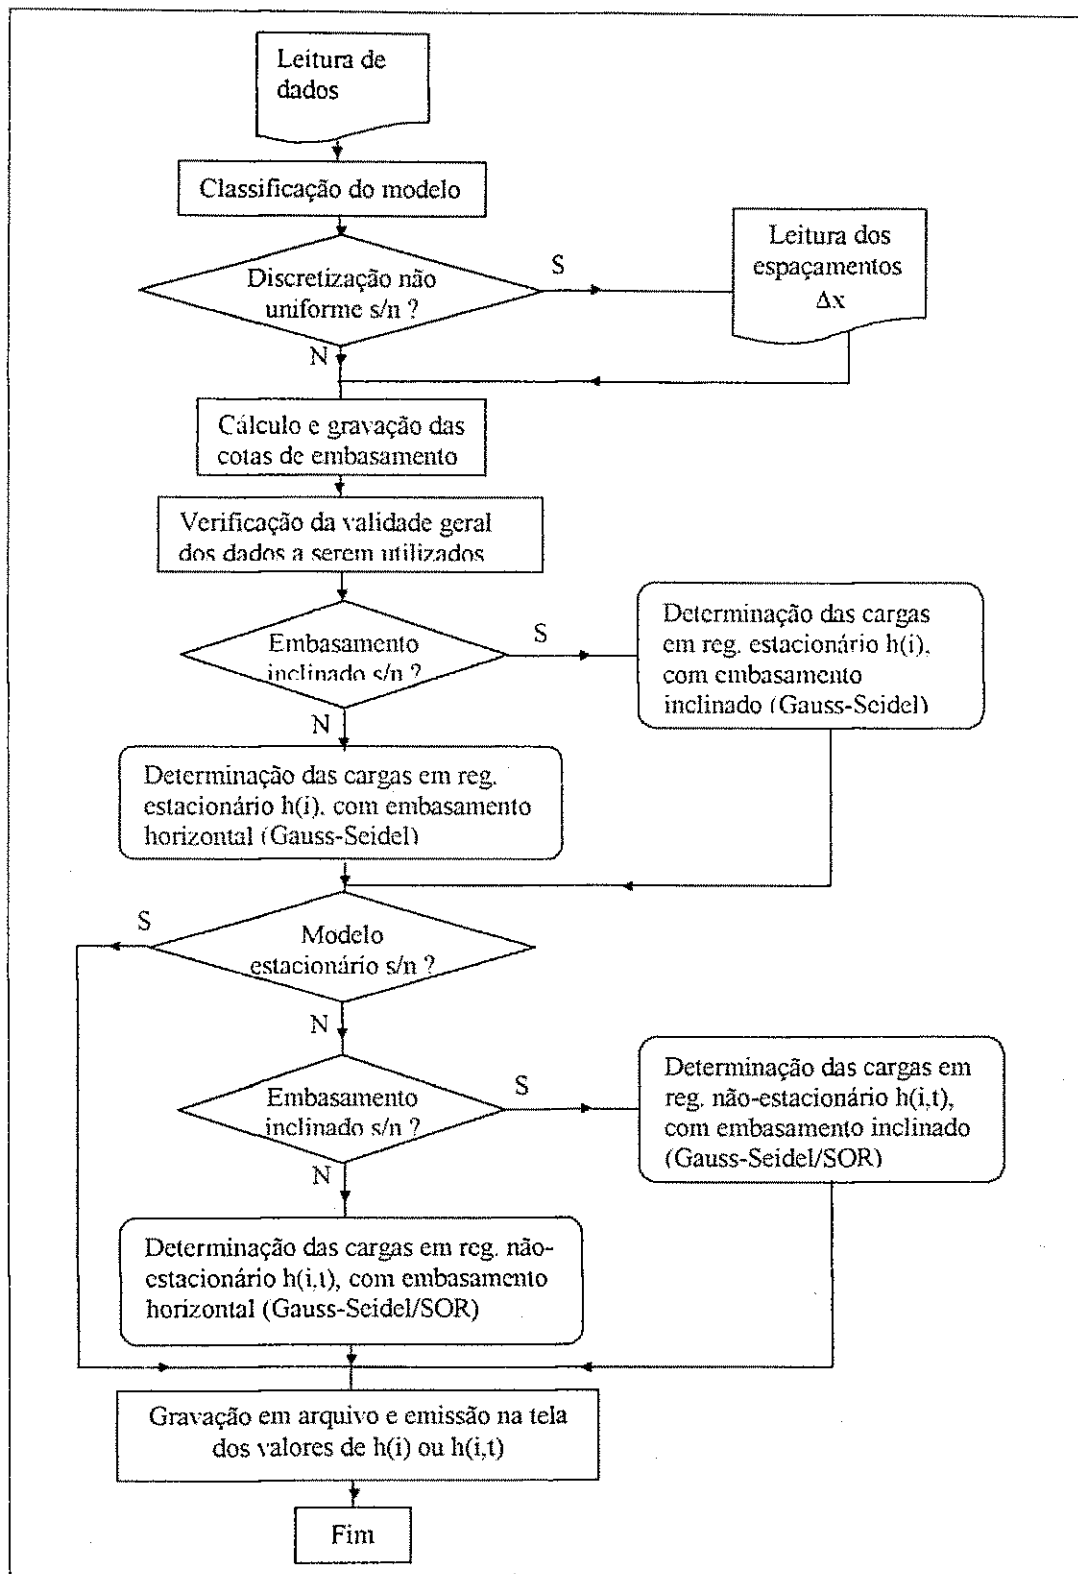 Leitura de
dados
Classificação do modelo
Discretização não
uniforme s/n ?
S
Leitura dos
espaçamentos
Δx
N
Cálculo e gravação das
cotas de embasamento
Verificação da validade geral
dos dados a serem utilizados
Embasamento
inclinado s/n ?
S
Determinação das cargas
em reg. estacionário h(i),
com embasamento
inclinado (Gauss-Seidel)
N
Determinação das cargas em reg.
estacionário h(i), com embasamento
horizontal (Gauss-Seidel)
S
Modelo
estacionário s/n ?
N
Embasamento
inclinado s/n ?
S
Determinação das cargas em
reg. não-estacionário h(i,t),
com embasamento inclinado
(Gauss-Seidel/SOR)
N
Determinação das cargas em reg. não-
estacionário h(i,t), com embasamento
horizontal (Gauss-Seidel/SOR)
Gravação em arquivo e emissão na tela
dos valores de h(i) ou h(i,t)
Fim